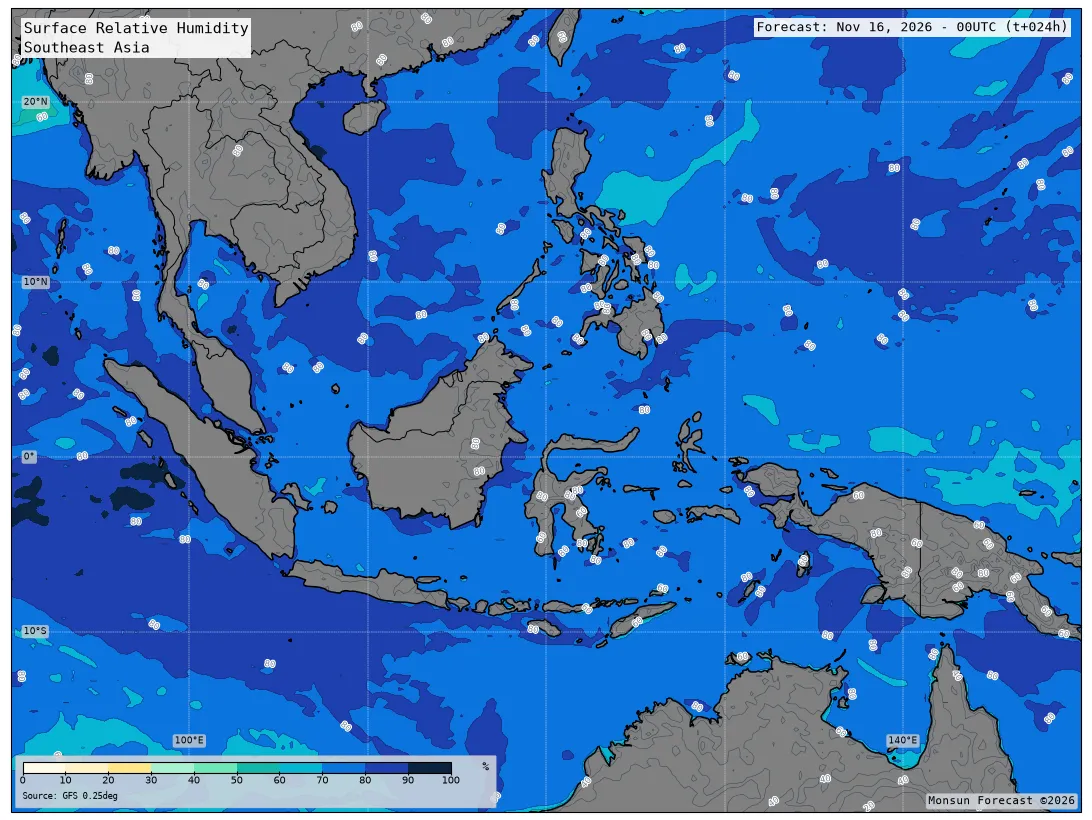 Surface Relative Humidity
Southeast Asia
Forecast: Nov 16, 2026 - 00UTC (t+024h)
20°N
10°N
0°
10°S
100°E
140°E
0 10 20 30 40 50 60 70 80 90 100
%
Source: GFS 0.25deg
Monsun Forecast ©2026